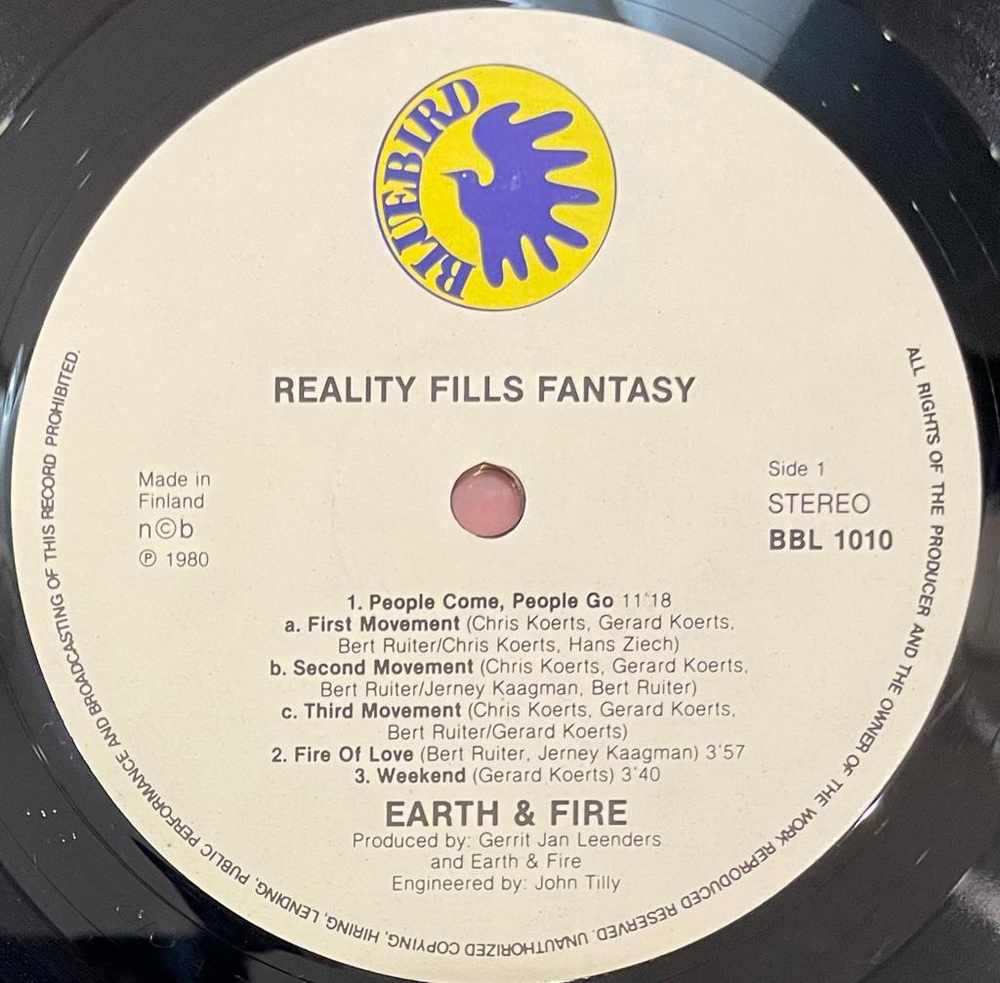 BLUEBIRD
REALITY FILLS FANTASY
Made in
Finland
n©b
℗ 1980
Side 1
STEREO
BBL 1010
1. People Come, People Go 11'18
a. First Movement (Chris Koerts, Gerard Koerts,
Bert Ruiter/Chris Koerts, Hans Ziech)
b. Second Movement (Chris Koerts, Gerard Koerts,
Bert Ruiter/Jerney Kaagman, Bert Ruiter)
c. Third Movement (Chris Koerts, Gerard Koerts,
Bert Ruiter/Gerard Koerts)
2. Fire Of Love (Bert Ruiter, Jerney Kaagman) 3'57
3. Weekend (Gerard Koerts) 3'40
EARTH & FIRE
Produced by: Gerrit Jan Leenders
and Earth & Fire
Engineered by: John Tilly
ALL RIGHTS OF THE PRODUCER AND THE OWNER OF THE WORK REPRODUCED RESERVED. UNAUTHORIZED COPYING, HIRING, LENDING, PUBLIC PERFORMANCE AND BROADCASTING OF THIS RECORD PROHIBITED.